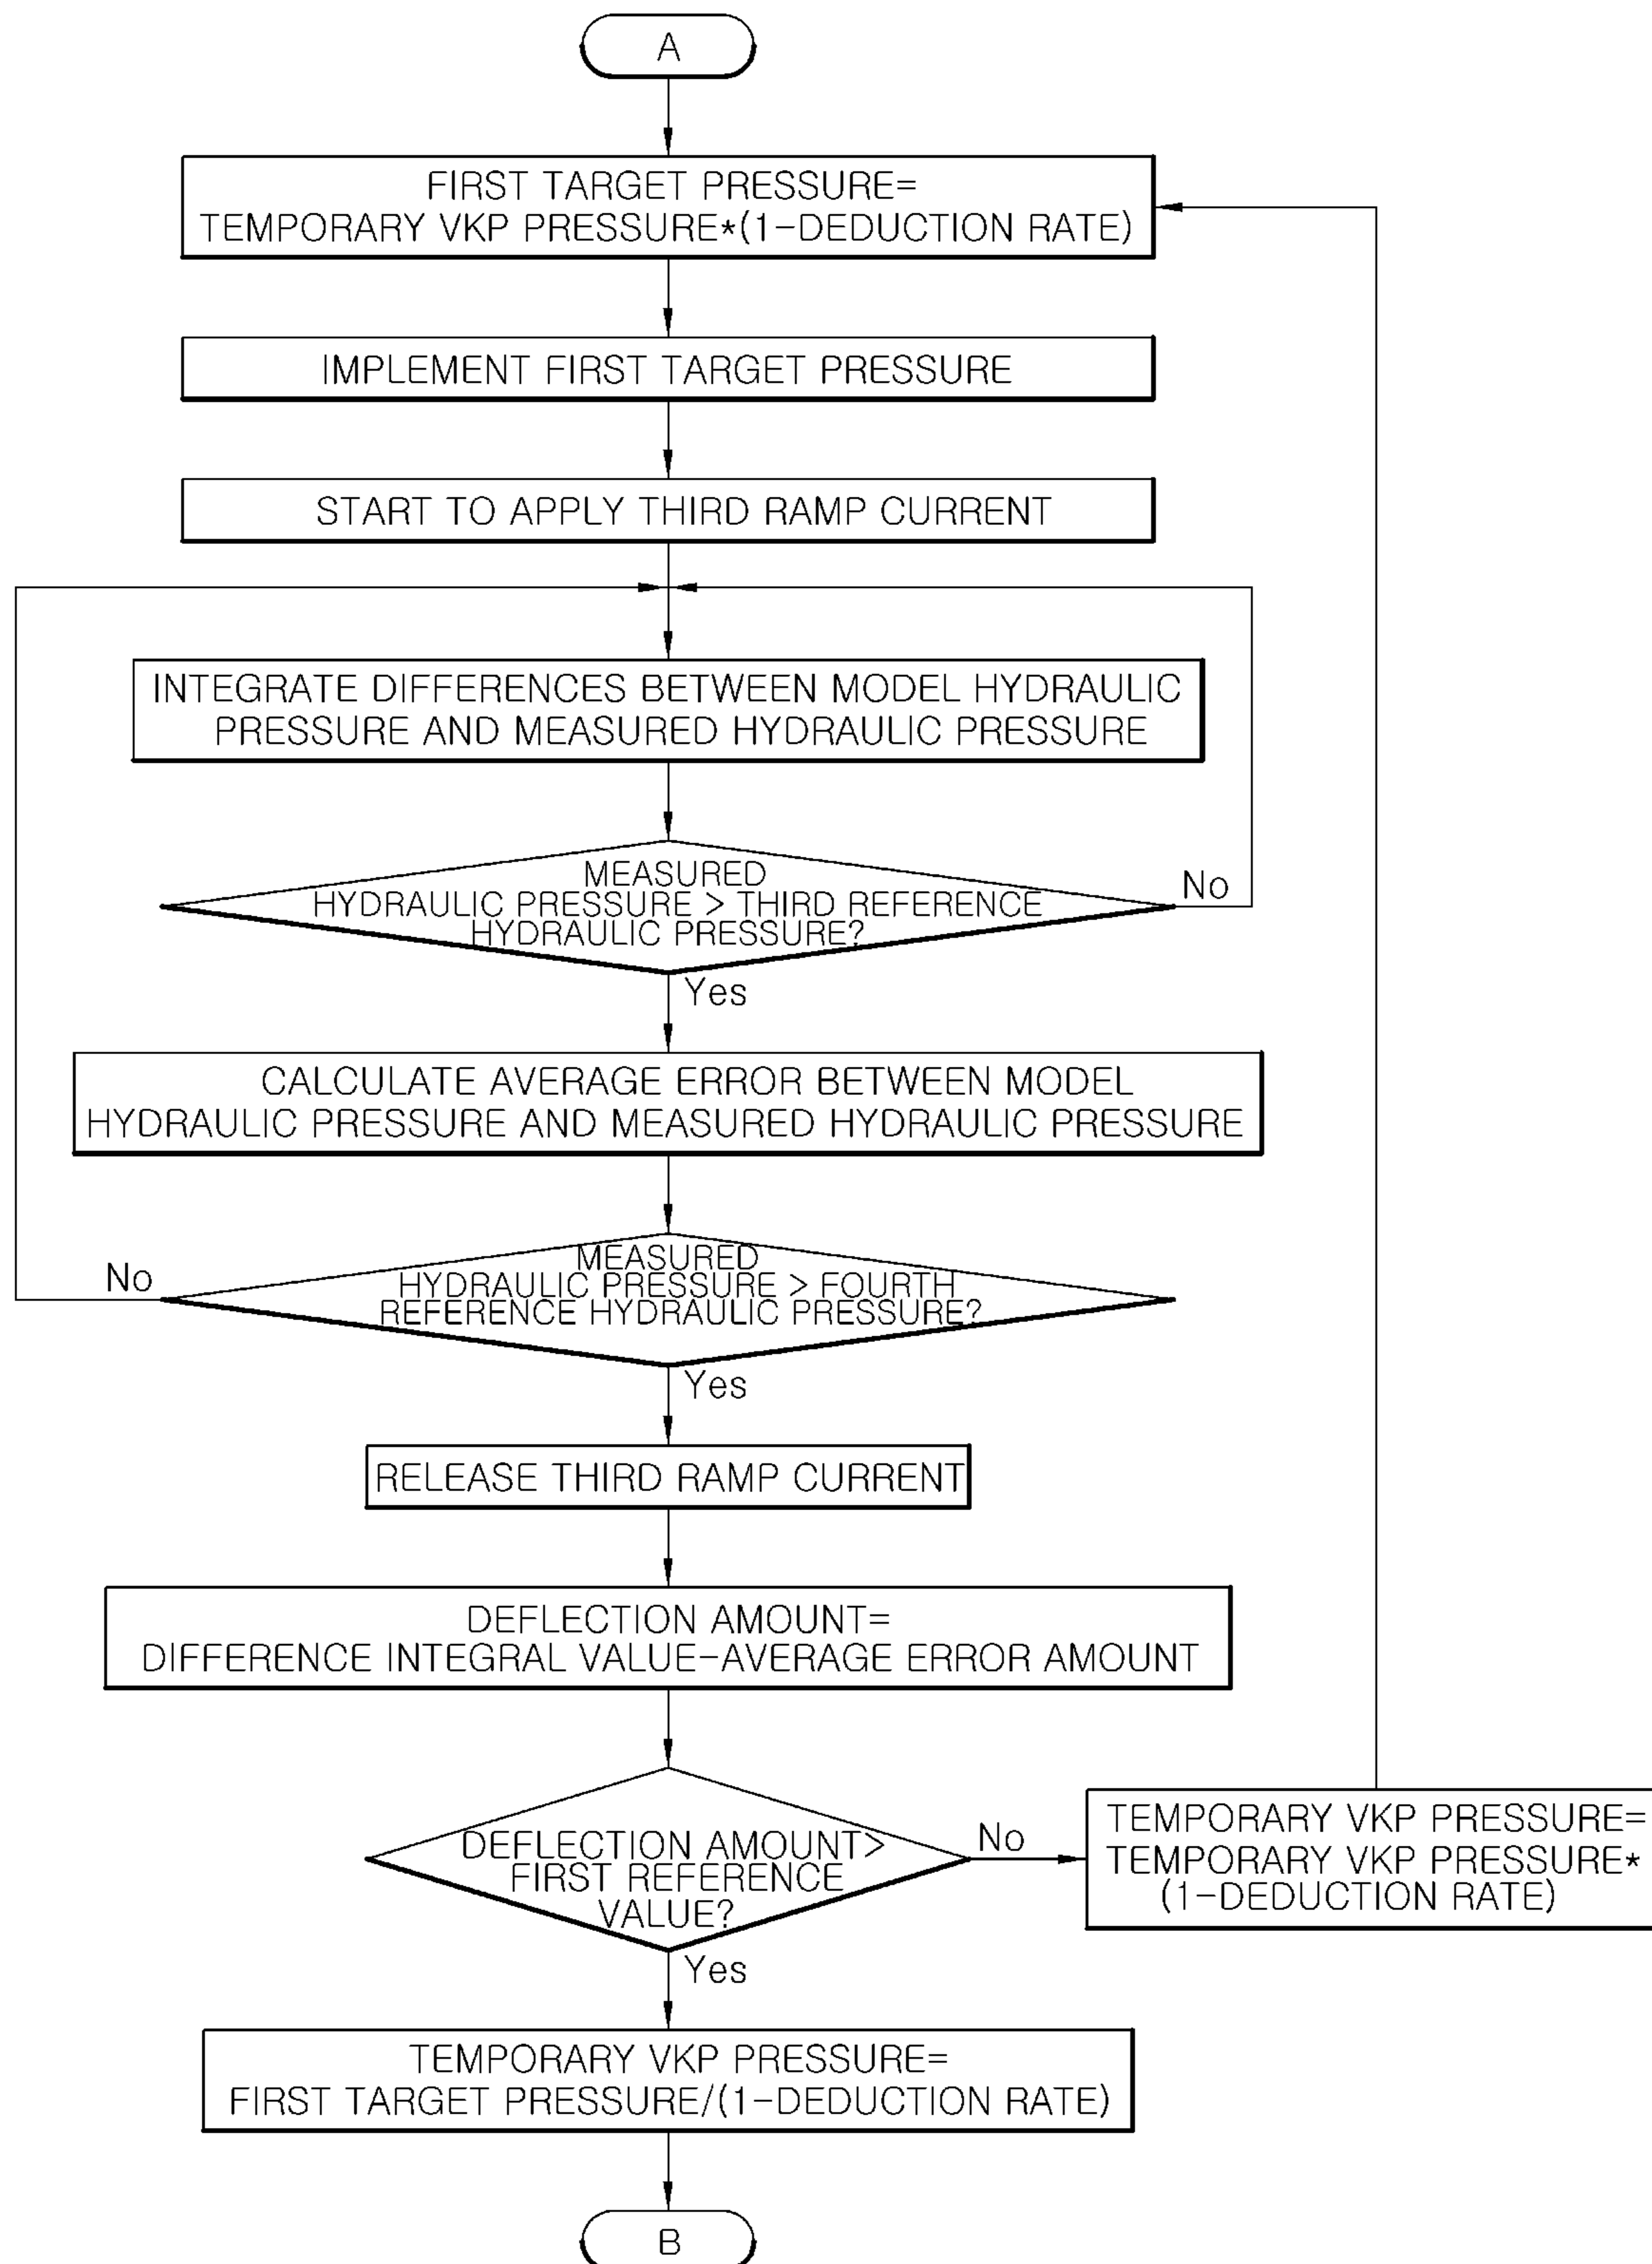 A
FIRST TARGET PRESSURE=
TEMPORARY VKP PRESSURE*(1-DEDUCTION RATE)
IMPLEMENT FIRST TARGET PRESSURE
START TO APPLY THIRD RAMP CURRENT
INTEGRATE DIFFERENCES BETWEEN MODEL HYDRAULIC
PRESSURE AND MEASURED HYDRAULIC PRESSURE
MEASURED
HYDRAULIC PRESSURE > THIRD REFERENCE
HYDRAULIC PRESSURE?
No
Yes
CALCULATE AVERAGE ERROR BETWEEN MODEL
HYDRAULIC PRESSURE AND MEASURED HYDRAULIC PRESSURE
MEASURED
HYDRAULIC PRESSURE > FOURTH
REFERENCE HYDRAULIC PRESSURE?
No
Yes
RELEASE THIRD RAMP CURRENT
DEFLECTION AMOUNT=
DIFFERENCE INTEGRAL VALUE-AVERAGE ERROR AMOUNT
DEFLECTION AMOUNT>
FIRST REFERENCE
VALUE?
No
TEMPORARY VKP PRESSURE=
TEMPORARY VKP PRESSURE*
(1-DEDUCTION RATE)
Yes
TEMPORARY VKP PRESSURE=
FIRST TARGET PRESSURE/(1-DEDUCTION RATE)
B